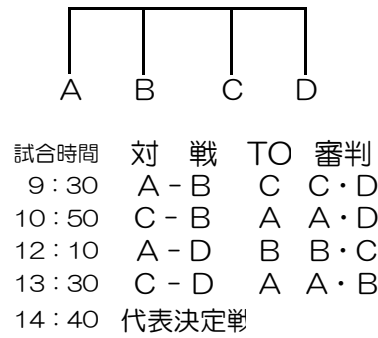 A B C D
試合時間 対 戦 TO 審判
9：30 A－B C C・D
10：50 C－B A A・D
12：10 A－D B B・C
13：30 C－D A A・B
14：40 代表決定戦